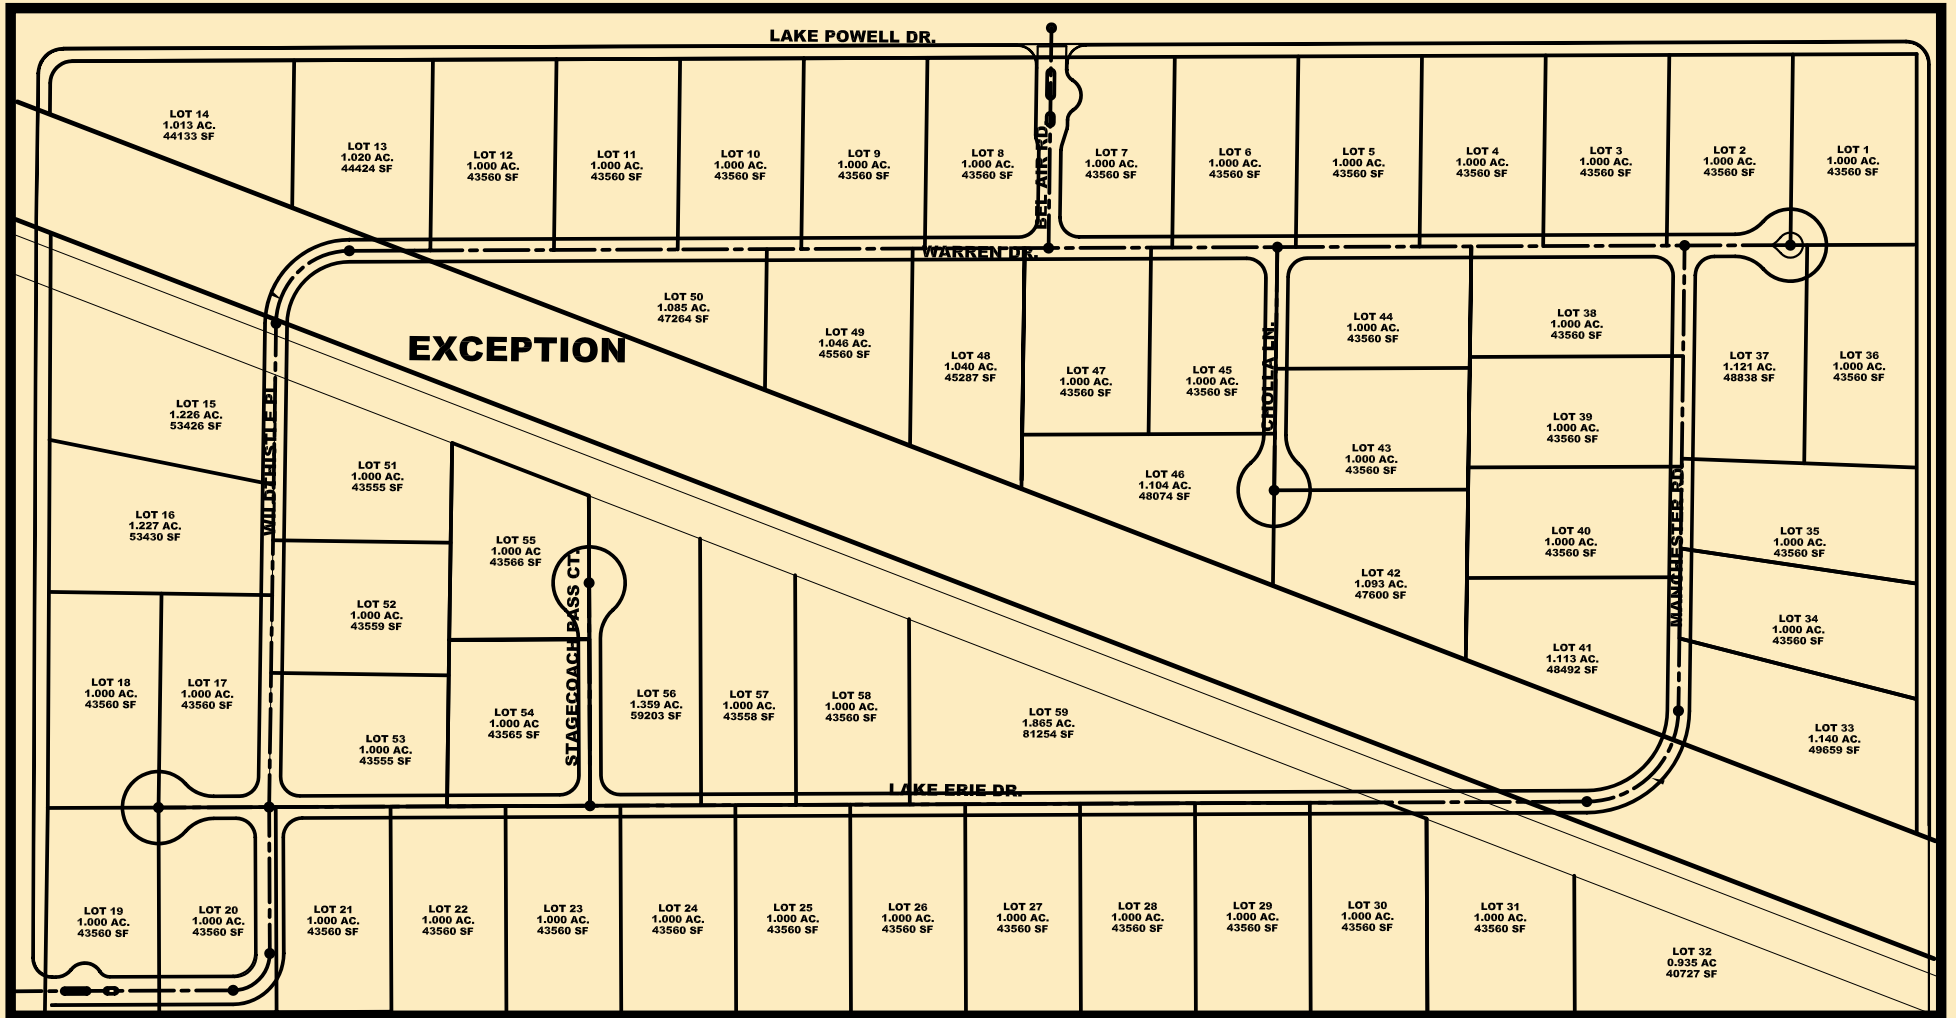 LAKE POWELL DR.
LOT 14
1.013 AC.
44133 SF
LOT 13
1.020 AC.
44424 SF
LOT 12
1.000 AC.
43560 SF
LOT 11
1.000 AC.
43560 SF
LOT 10
1.000 AC.
43560 SF
LOT 9
1.000 AC.
43560 SF
LOT 8
1.000 AC.
43560 SF
BEL AIR RD.
LOT 7
1.000 AC.
43560 SF
LOT 6
1.000 AC.
43560 SF
LOT 5
1.000 AC.
43560 SF
LOT 4
1.000 AC.
43560 SF
LOT 3
1.000 AC.
43560 SF
LOT 2
1.000 AC.
43560 SF
LOT 1
1.000 AC.
43560 SF
WARREN DR.
EXCEPTION
LOT 50
1.085 AC.
47264 SF
LOT 49
1.046 AC.
45560 SF
LOT 48
1.040 AC.
45287 SF
LOT 47
1.000 AC.
43560 SF
LOT 45
1.000 AC.
43560 SF
CHOLLA LN.
LOT 44
1.000 AC.
43560 SF
LOT 38
1.000 AC.
43560 SF
LOT 37
1.121 AC.
48838 SF
LOT 36
1.000 AC.
43560 SF
LOT 15
1.226 AC.
53426 SF
WILDTHISTLE PL
LOT 51
1.000 AC.
43555 SF
LOT 46
1.104 AC.
48074 SF
LOT 43
1.000 AC.
43560 SF
LOT 39
1.000 AC.
43560 SF
MANCHESTER RD.
LOT 16
1.227 AC.
53430 SF
LOT 55
1.000 AC
43566 SF
STAGECOACH PASS CT.
LOT 42
1.093 AC.
47600 SF
LOT 40
1.000 AC.
43560 SF
LOT 35
1.000 AC.
43560 SF
LOT 52
1.000 AC.
43559 SF
LOT 41
1.113 AC.
48492 SF
LOT 34
1.000 AC.
43560 SF
LOT 18
1.000 AC.
43560 SF
LOT 17
1.000 AC.
43560 SF
LOT 53
1.000 AC.
43555 SF
LOT 54
1.000 AC
43565 SF
LOT 56
1.359 AC.
59203 SF
LOT 57
1.000 AC.
43558 SF
LOT 58
1.000 AC.
43560 SF
LOT 59
1.865 AC.
81254 SF
LOT 33
1.140 AC.
49659 SF
LAKE ERIE DR.
LOT 19
1.000 AC.
43560 SF
LOT 20
1.000 AC.
43560 SF
LOT 21
1.000 AC.
43560 SF
LOT 22
1.000 AC.
43560 SF
LOT 23
1.000 AC.
43560 SF
LOT 24
1.000 AC.
43560 SF
LOT 25
1.000 AC.
43560 SF
LOT 26
1.000 AC.
43560 SF
LOT 27
1.000 AC.
43560 SF
LOT 28
1.000 AC.
43560 SF
LOT 29
1.000 AC.
43560 SF
LOT 30
1.000 AC.
43560 SF
LOT 31
1.000 AC.
43560 SF
LOT 32
0.935 AC
40727 SF